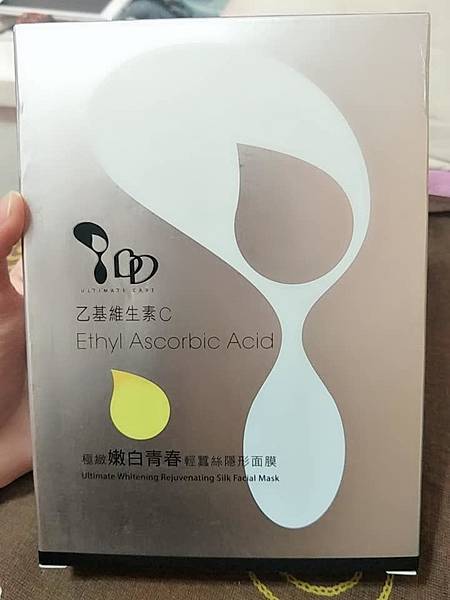 ULTIMATE CARE
乙基維生素C
Ethyl Ascorbic Acid
極緻嫩白青春輕蠶絲隱形面膜
Ultimate Whitening Rejuvenating Silk Facial Mask